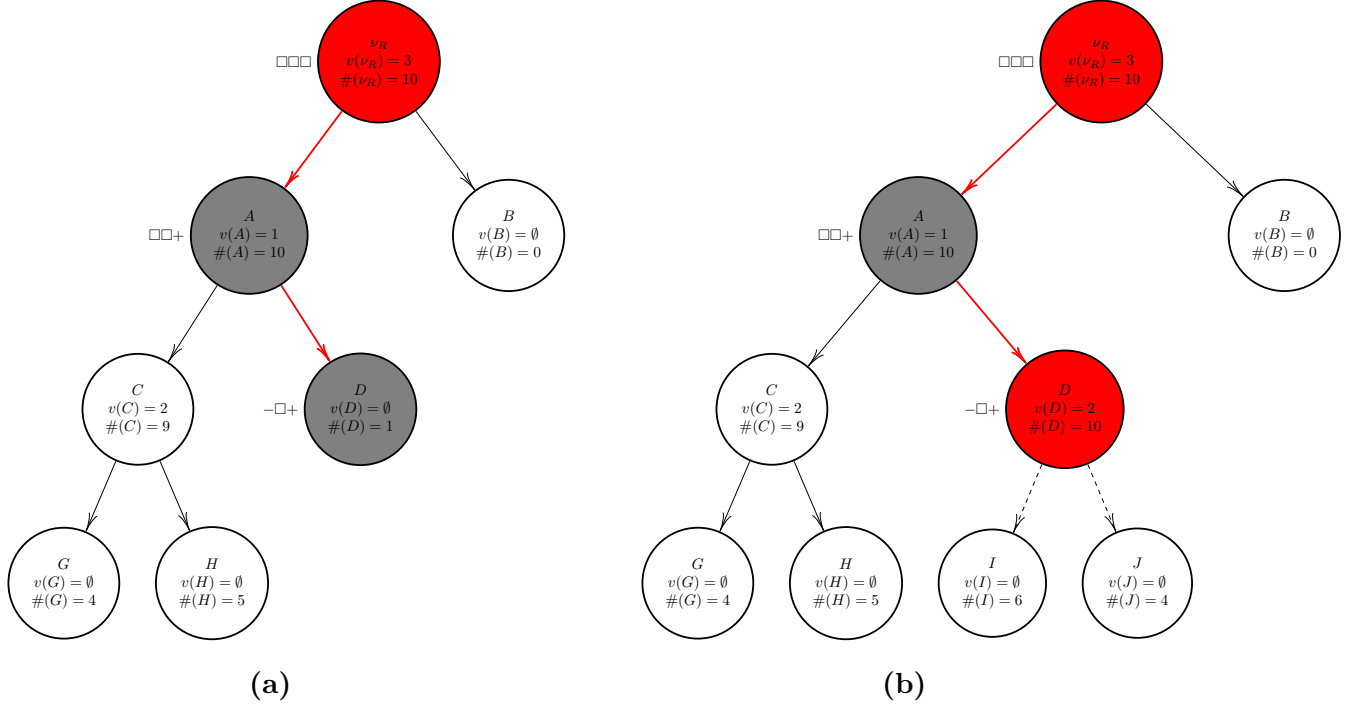 ν_R
v(ν_R) = 3
#(ν_R) = 10
□□□
A
v(A) = 1
#(A) = 10
□□+
B
v(B) = ∅
#(B) = 0
C
v(C) = 2
#(C) = 9
D
v(D) = ∅
#(D) = 1
−□+
G
v(G) = ∅
#(G) = 4
H
v(H) = ∅
#(H) = 5
(a)
ν_R
v(ν_R) = 3
#(ν_R) = 10
□□□
A
v(A) = 1
#(A) = 10
□□+
B
v(B) = ∅
#(B) = 0
C
v(C) = 2
#(C) = 9
D
v(D) = 2
#(D) = 10
−□+
G
v(G) = ∅
#(G) = 4
H
v(H) = ∅
#(H) = 5
I
v(I) = ∅
#(I) = 6
J
v(J) = ∅
#(J) = 4
(b)